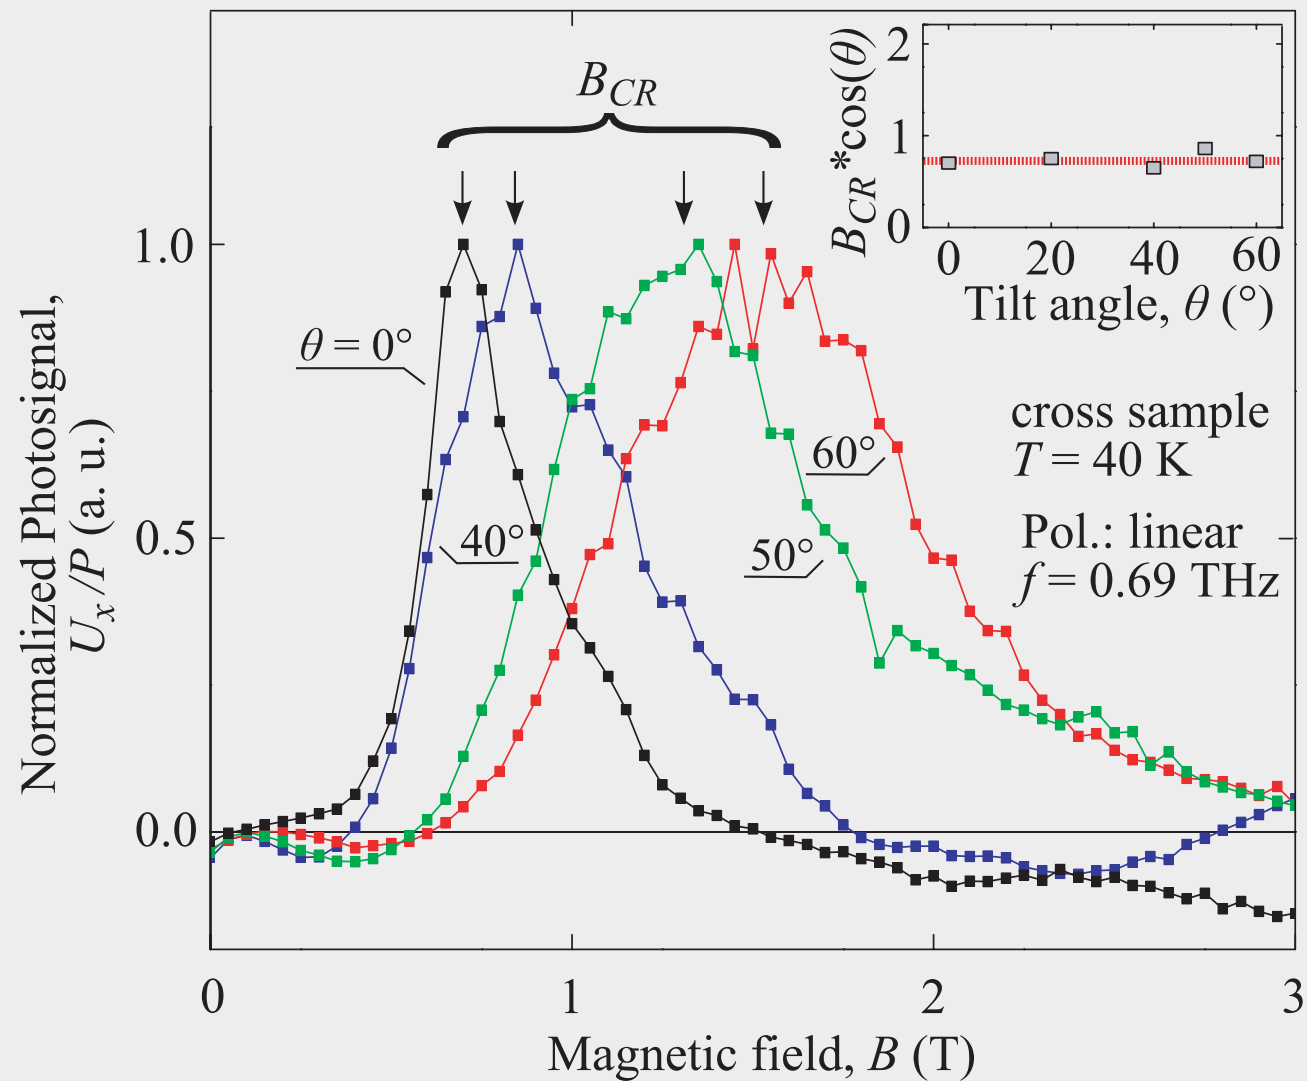 B_CR
θ = 0°
40°
50°
60°
Normalized Photosignal,
U_x/P (a. u.)
1.0
0.5
0.0
0 1 2 3
Magnetic field, B (T)
B_CR*cos(θ)
2
1
0
0 20 40 60
Tilt angle, θ (°)
cross sample
T = 40 K
Pol.: linear
f = 0.69 THz